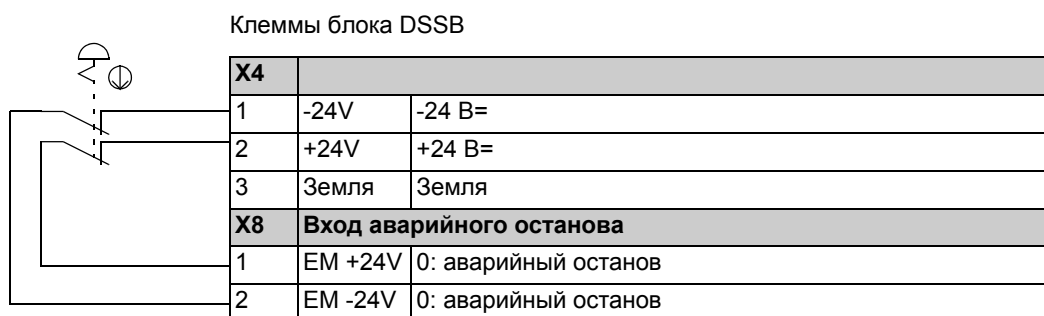 Клеммы блока DSSB
X4
1 -24V -24 В=
2 +24V +24 В=
3 Земля Земля
X8 Вход аварийного останова
1 EM +24V 0: аварийный останов
2 EM -24V 0: аварийный останов